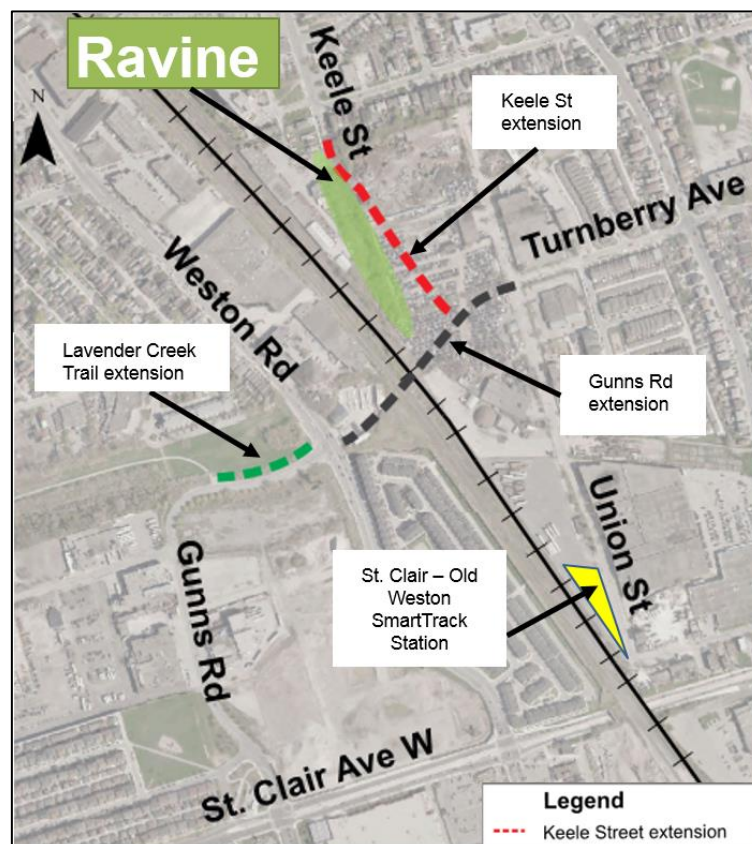 Ravine
N
Keele St
Keele St
extension
Turnberry Ave
Weston Rd
Lavender Creek
Trail extension
Gunns Rd
extension
Union St
St. Clair – Old
Weston
SmartTrack
Station
Gunns Rd
St. Clair Ave W
Legend
Keele Street extension